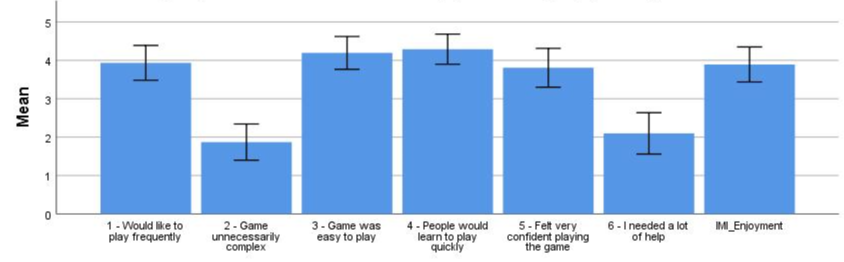 5
4
3
2
1
0
Mean
1 - Would like to
play frequently
2 - Game
unnecessarily
complex
3 - Game was
easy to play
4 - People would
learn to play
quickly
5 - Felt very
confident playing
the game
6 - I needed a lot
of help
IMI_Enjoyment